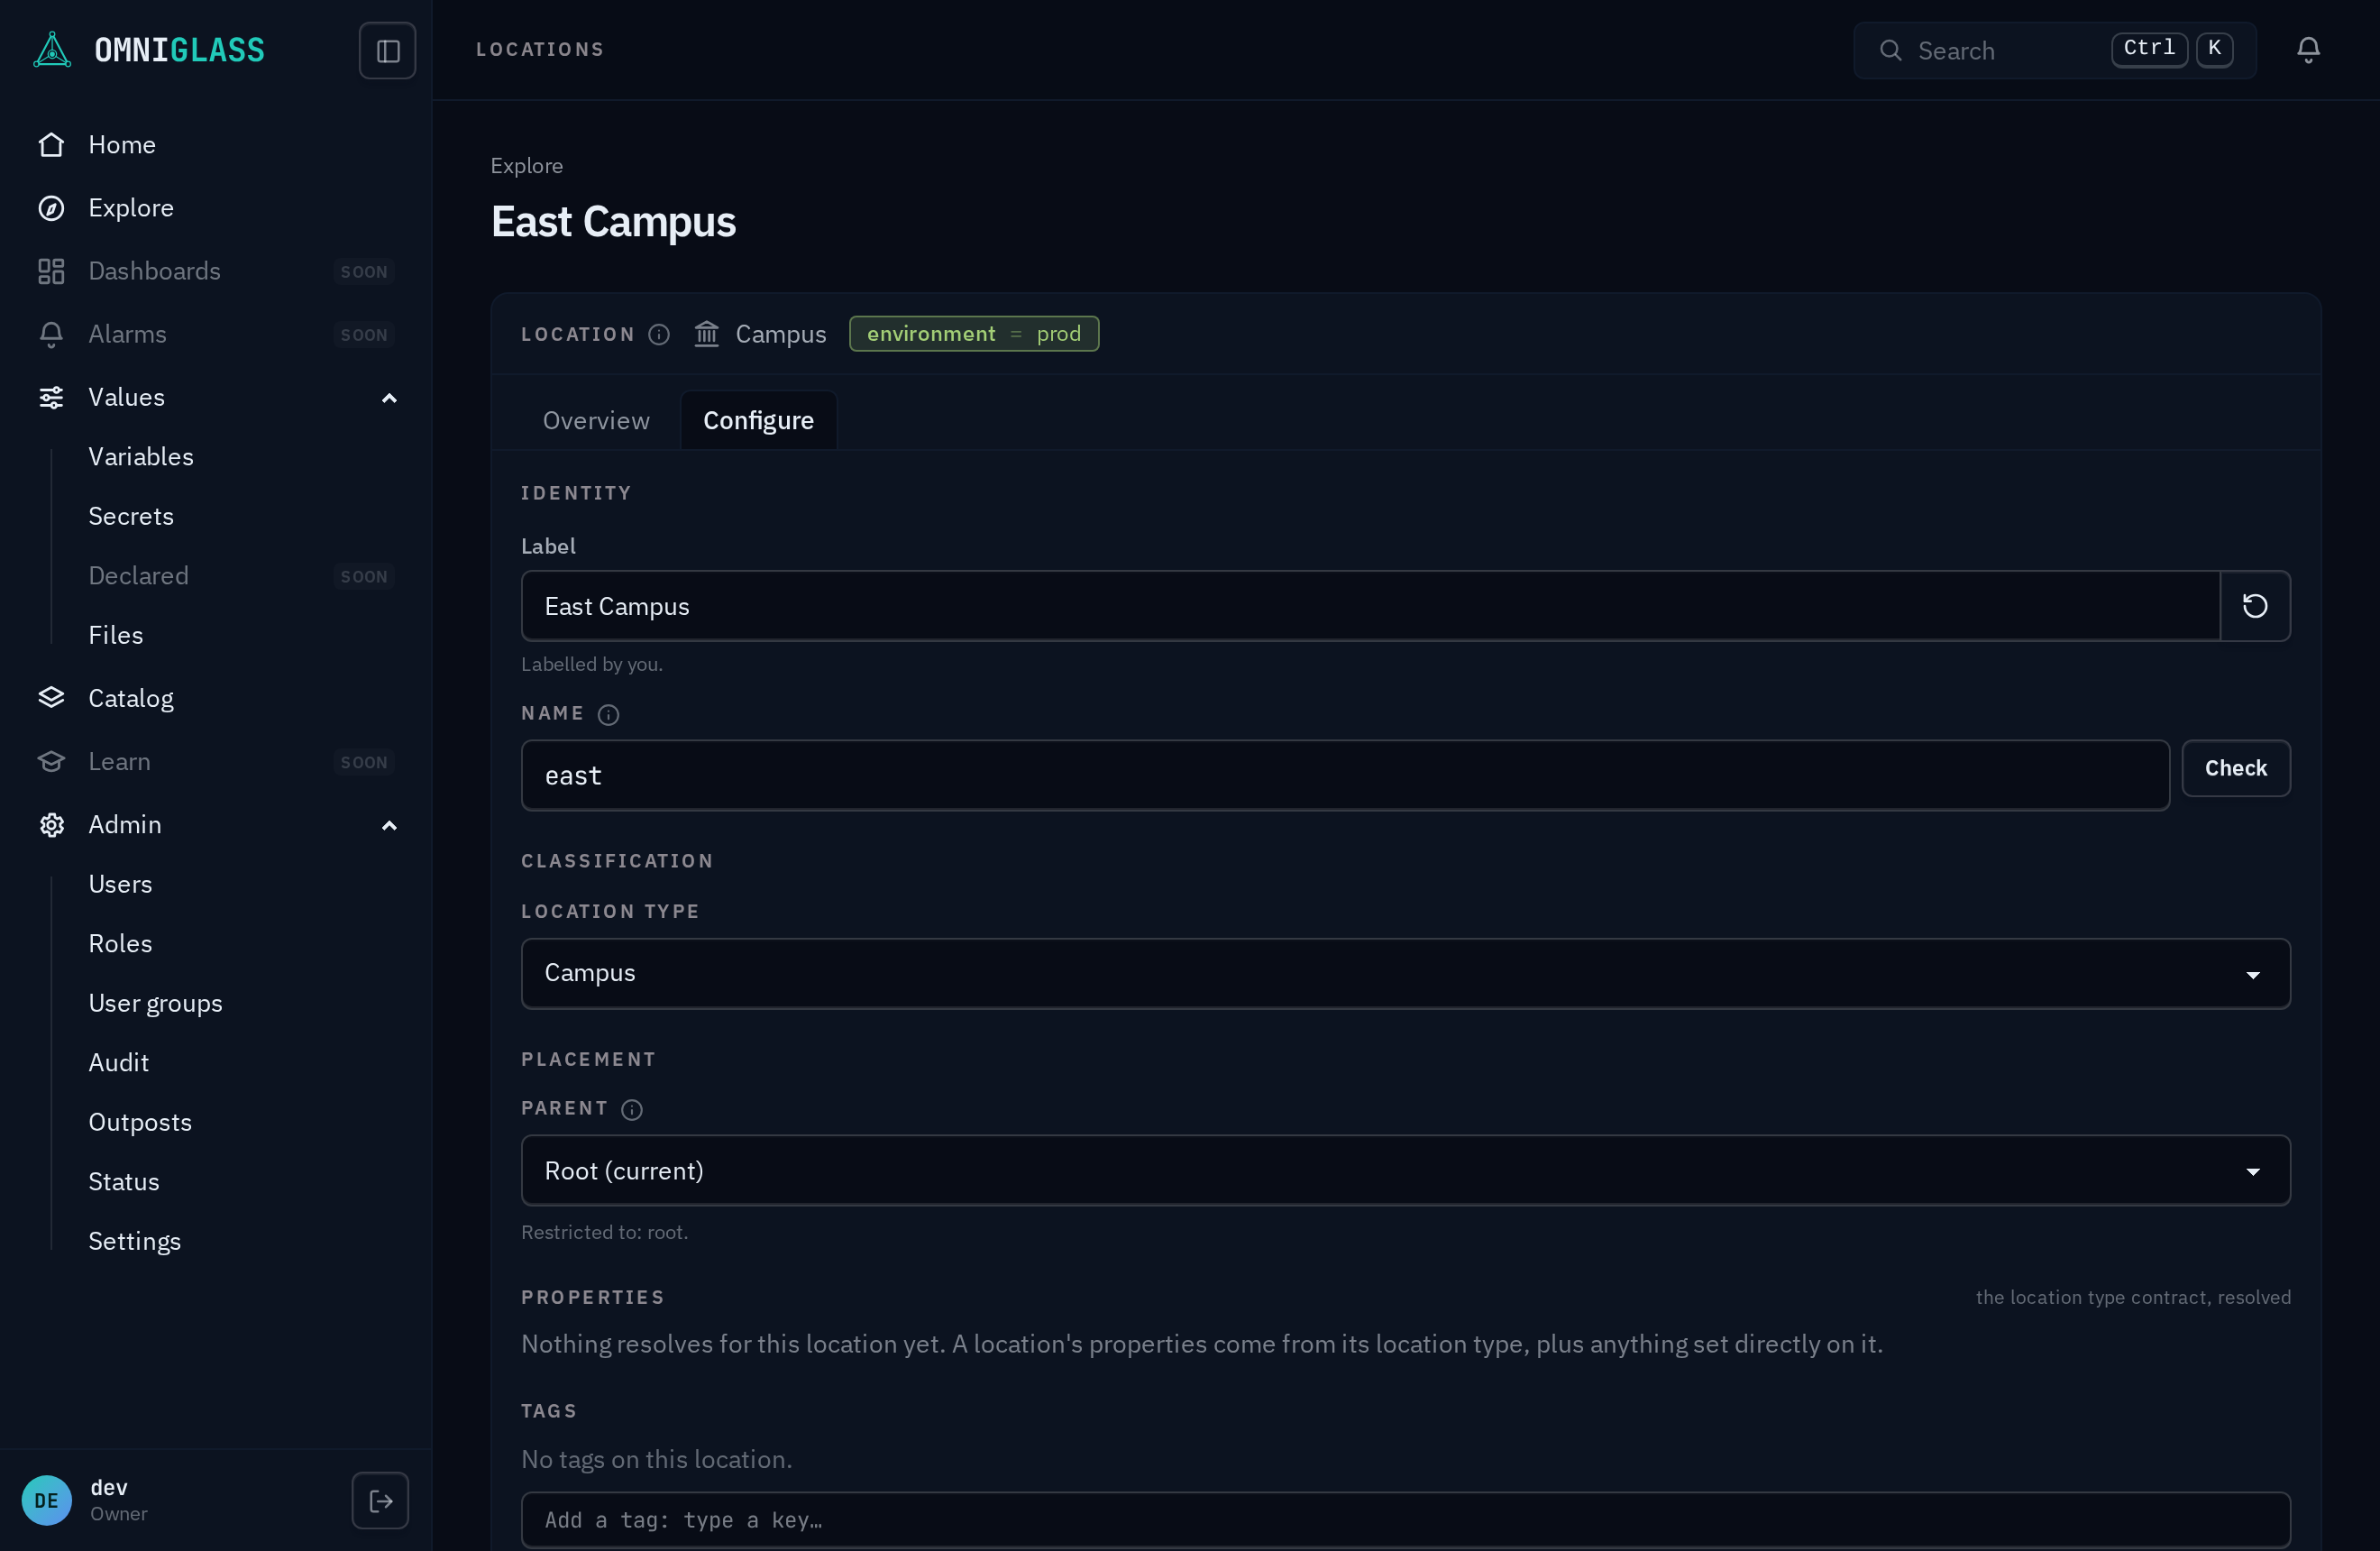 OMNIGLASS
LOCATIONS
Search Ctrl K
Home
Explore
Dashboards SOON
Alarms SOON
Values
Variables
Secrets
Declared SOON
Files
Catalog
Learn SOON
Admin
Users
Roles
User groups
Audit
Outposts
Status
Settings
DE dev
Owner
Explore
East Campus
LOCATION Campus environment = prod
Overview Configure
IDENTITY
Label
East Campus
Labelled by you.
NAME
east Check
CLASSIFICATION
LOCATION TYPE
Campus
PLACEMENT
PARENT
Root (current)
Restricted to: root.
PROPERTIES the location type contract, resolved
Nothing resolves for this location yet. A location's properties come from its location type, plus anything set directly on it.
TAGS
No tags on this location.
Add a tag: type a key…